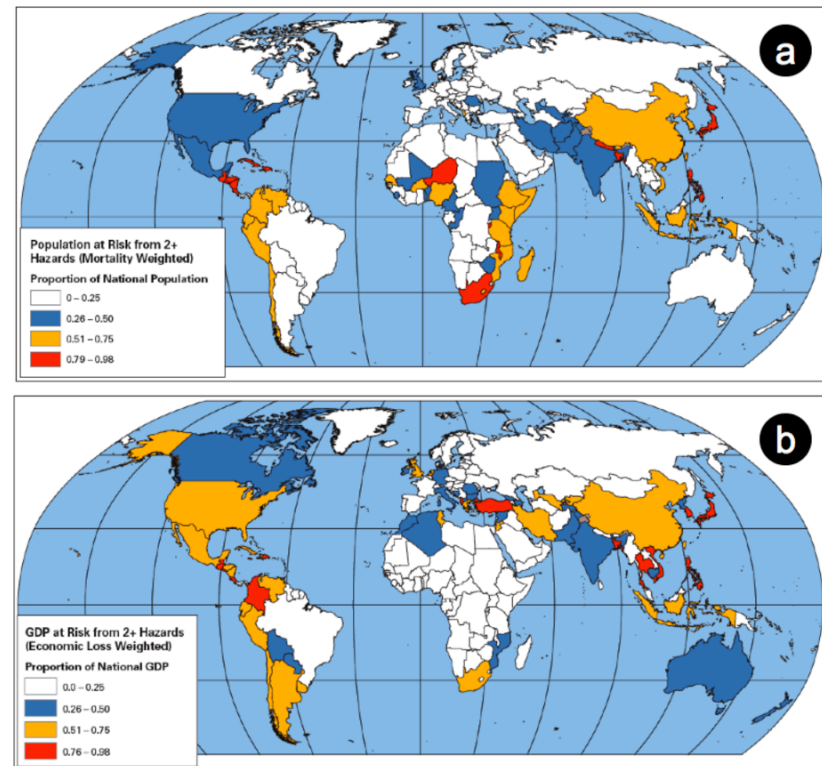 a
Population at Risk from 2+
Hazards (Mortality Weighted)
Proportion of National Population
0 – 0.25
0.26 – 0.50
0.51 – 0.75
0.79 – 0.98
b
GDP at Risk from 2+ Hazards
(Economic Loss Weighted)
Proportion of National GDP
0.0 – 0.25
0.26 – 0.50
0.51 – 0.75
0.76 – 0.98